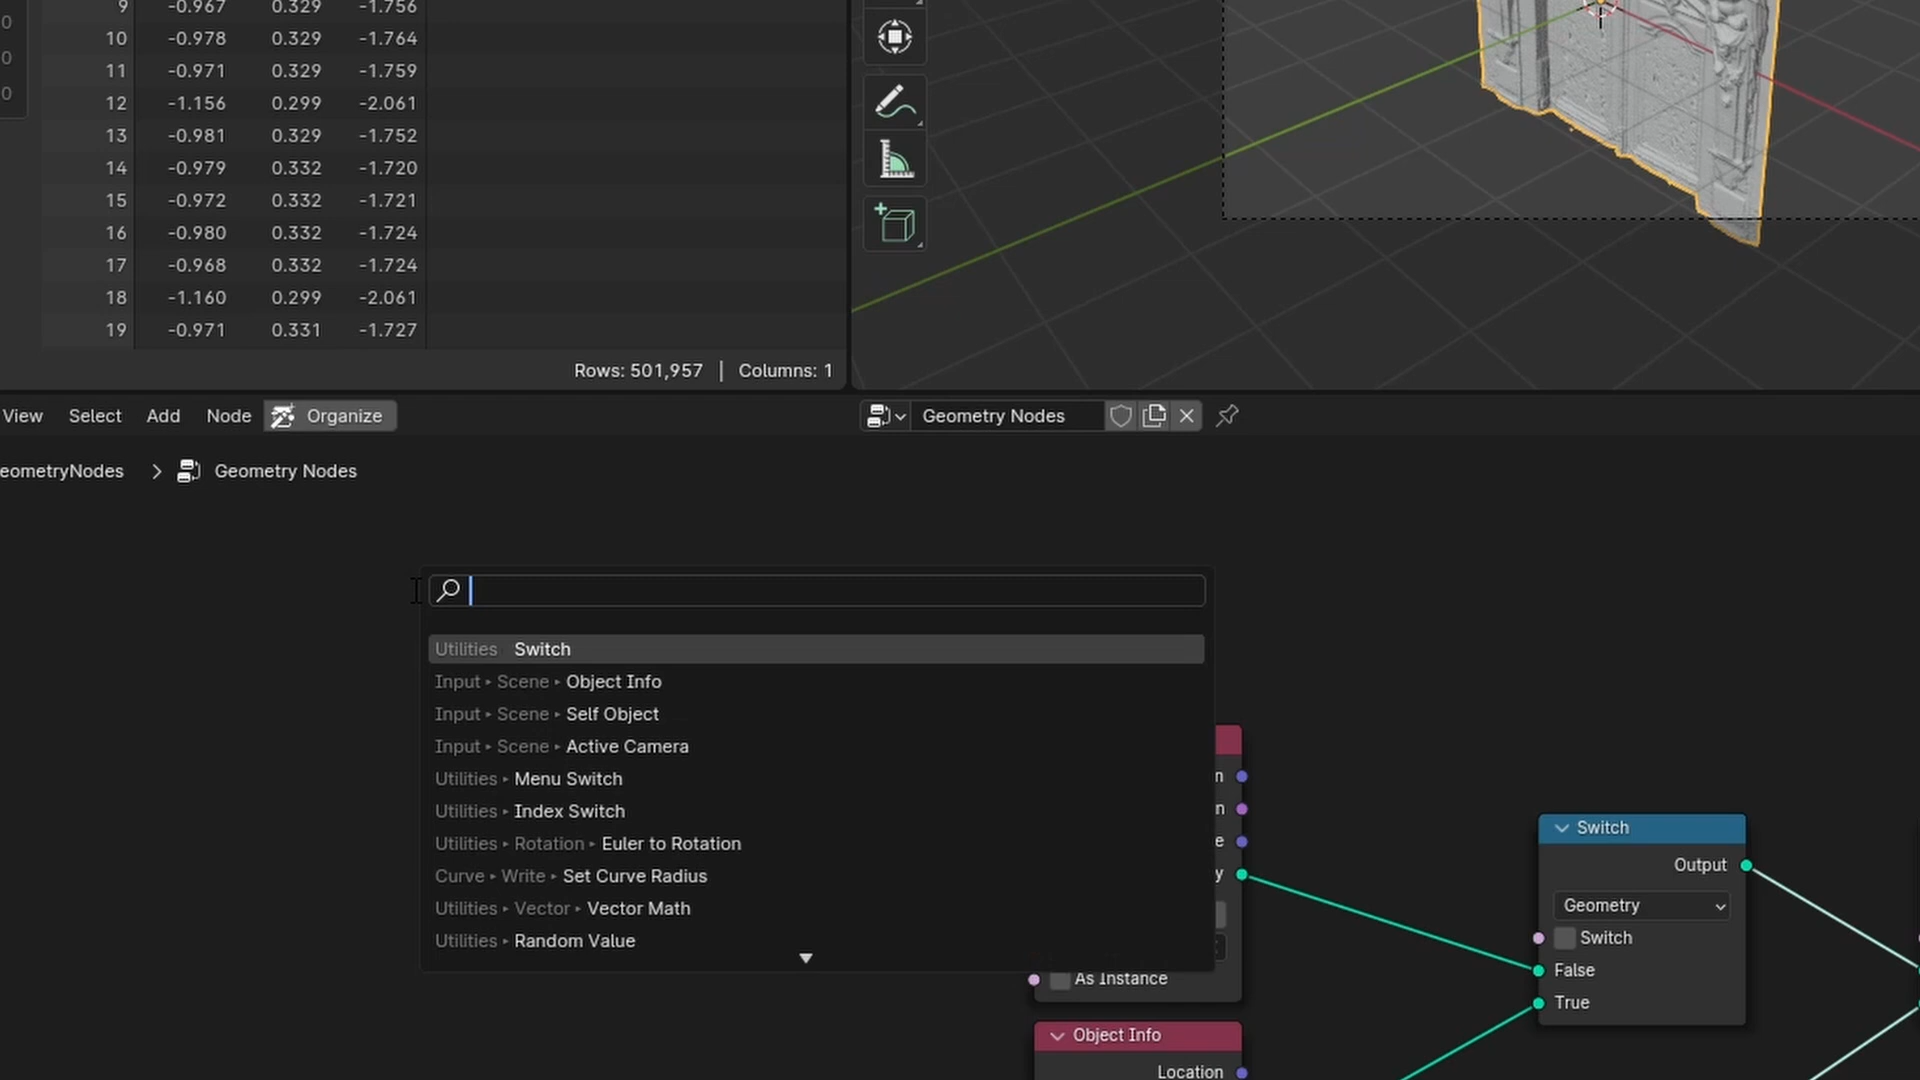 0
0
0
9 -0.967 0.329 -1.756
10 -0.978 0.329 -1.764
11 -0.971 0.329 -1.759
12 -1.156 0.299 -2.061
13 -0.981 0.329 -1.752
14 -0.979 0.332 -1.720
15 -0.972 0.332 -1.721
16 -0.980 0.332 -1.724
17 -0.968 0.332 -1.724
18 -1.160 0.299 -2.061
19 -0.971 0.331 -1.727
Rows: 501,957 | Columns: 1
View Select Add Node Organize
Geometry Nodes
eometryNodes > Geometry Nodes
Utilities Switch
Input ▸ Scene ▸ Object Info
Input ▸ Scene ▸ Self Object
Input ▸ Scene ▸ Active Camera
Utilities ▸ Menu Switch
Utilities ▸ Index Switch
Utilities ▸ Rotation ▸ Euler to Rotation
Curve ▸ Write ▸ Set Curve Radius
Utilities ▸ Vector ▸ Vector Math
Utilities ▸ Random Value
n
n
e
y
As Instance
Object Info
Location
Switch
Output
Geometry
Switch
False
True